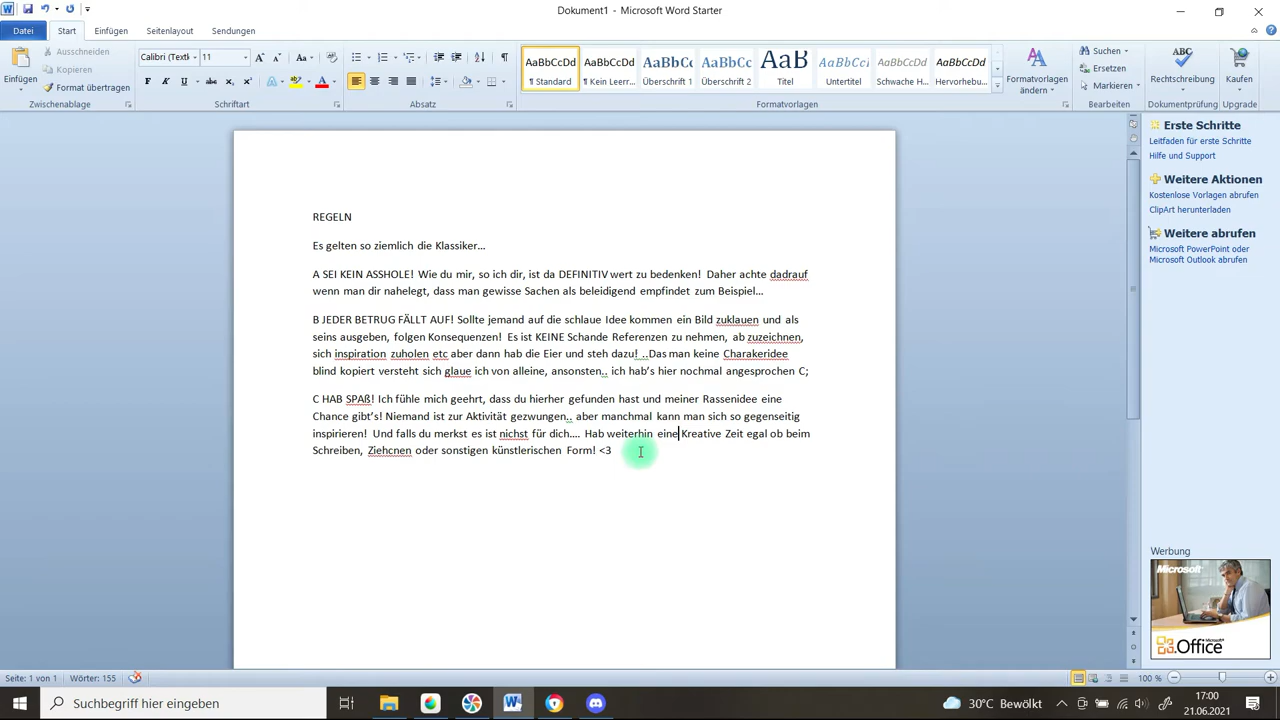 Dokument1 - Microsoft Word Starter
Datei Start Einfügen Seitenlayout Sendungen
Einfügen
Ausschneiden
Kopieren
Format übertragen
Zwischenablage
Calibri (Textk 11
F K U abc x₂ x²
Schriftart
Absatz
AaBbCcDd AaBbCcDd AaBbCc AaBbCc AaB AaBbCcI AaBbCcDd AaBbCcDd
¶ Standard ¶ Kein Leerr... Überschrift 1 Überschrift 2 Titel Untertitel Schwache H... Hervorhebu...
Formatvorlagen
ändern
Formatvorlagen
Suchen
Ersetzen
Markieren
Bearbeiten
ABC
Rechtschreibung
Dokumentprüfung
Kaufen
Upgrade
REGELN
Es gelten so ziemlich die Klassiker…
A SEI KEIN ASSHOLE! Wie du mir, so ich dir, ist da DEFINITIV wert zu bedenken! Daher achte dadrauf
wenn man dir nahelegt, dass man gewisse Sachen als beleidigend empfindet zum Beispiel…
B JEDER BETRUG FÄLLT AUF! Sollte jemand auf die schlaue Idee kommen ein Bild zuklauen und als
seins ausgeben, folgen Konsequenzen! Es ist KEINE Schande Referenzen zu nehmen, ab zuzeichnen,
sich inspiration zuholen etc aber dann hab die Eier und steh dazu! ..Das man keine Charakeridee
blind kopiert versteht sich glaue ich von alleine, ansonsten.. ich hab's hier nochmal angesprochen C;
C HAB SPAß! Ich fühle mich geehrt, dass du hierher gefunden hast und meiner Rassenidee eine
Chance gibt's! Niemand ist zur Aktivität gezwungen.. aber manchmal kann man sich so gegenseitig
inspirieren! Und falls du merkst es ist nichst für dich…. Hab weiterhin eine Kreative Zeit egal ob beim
Schreiben, Ziehcnen oder sonstigen künstlerischen Form! <3
Erste Schritte
Leitfaden für erste Schritte
Hilfe und Support
Weitere Aktionen
Kostenlose Vorlagen abrufen
ClipArt herunterladen
Weitere abrufen
Microsoft PowerPoint oder
Microsoft Outlook abrufen
Werbung
Microsoft
Microsoft
Office
Seite: 1 von 1 Wörter: 155
100 %
Suchbegriff hier eingeben
30°C Bewölkt
17:00
21.06.2021